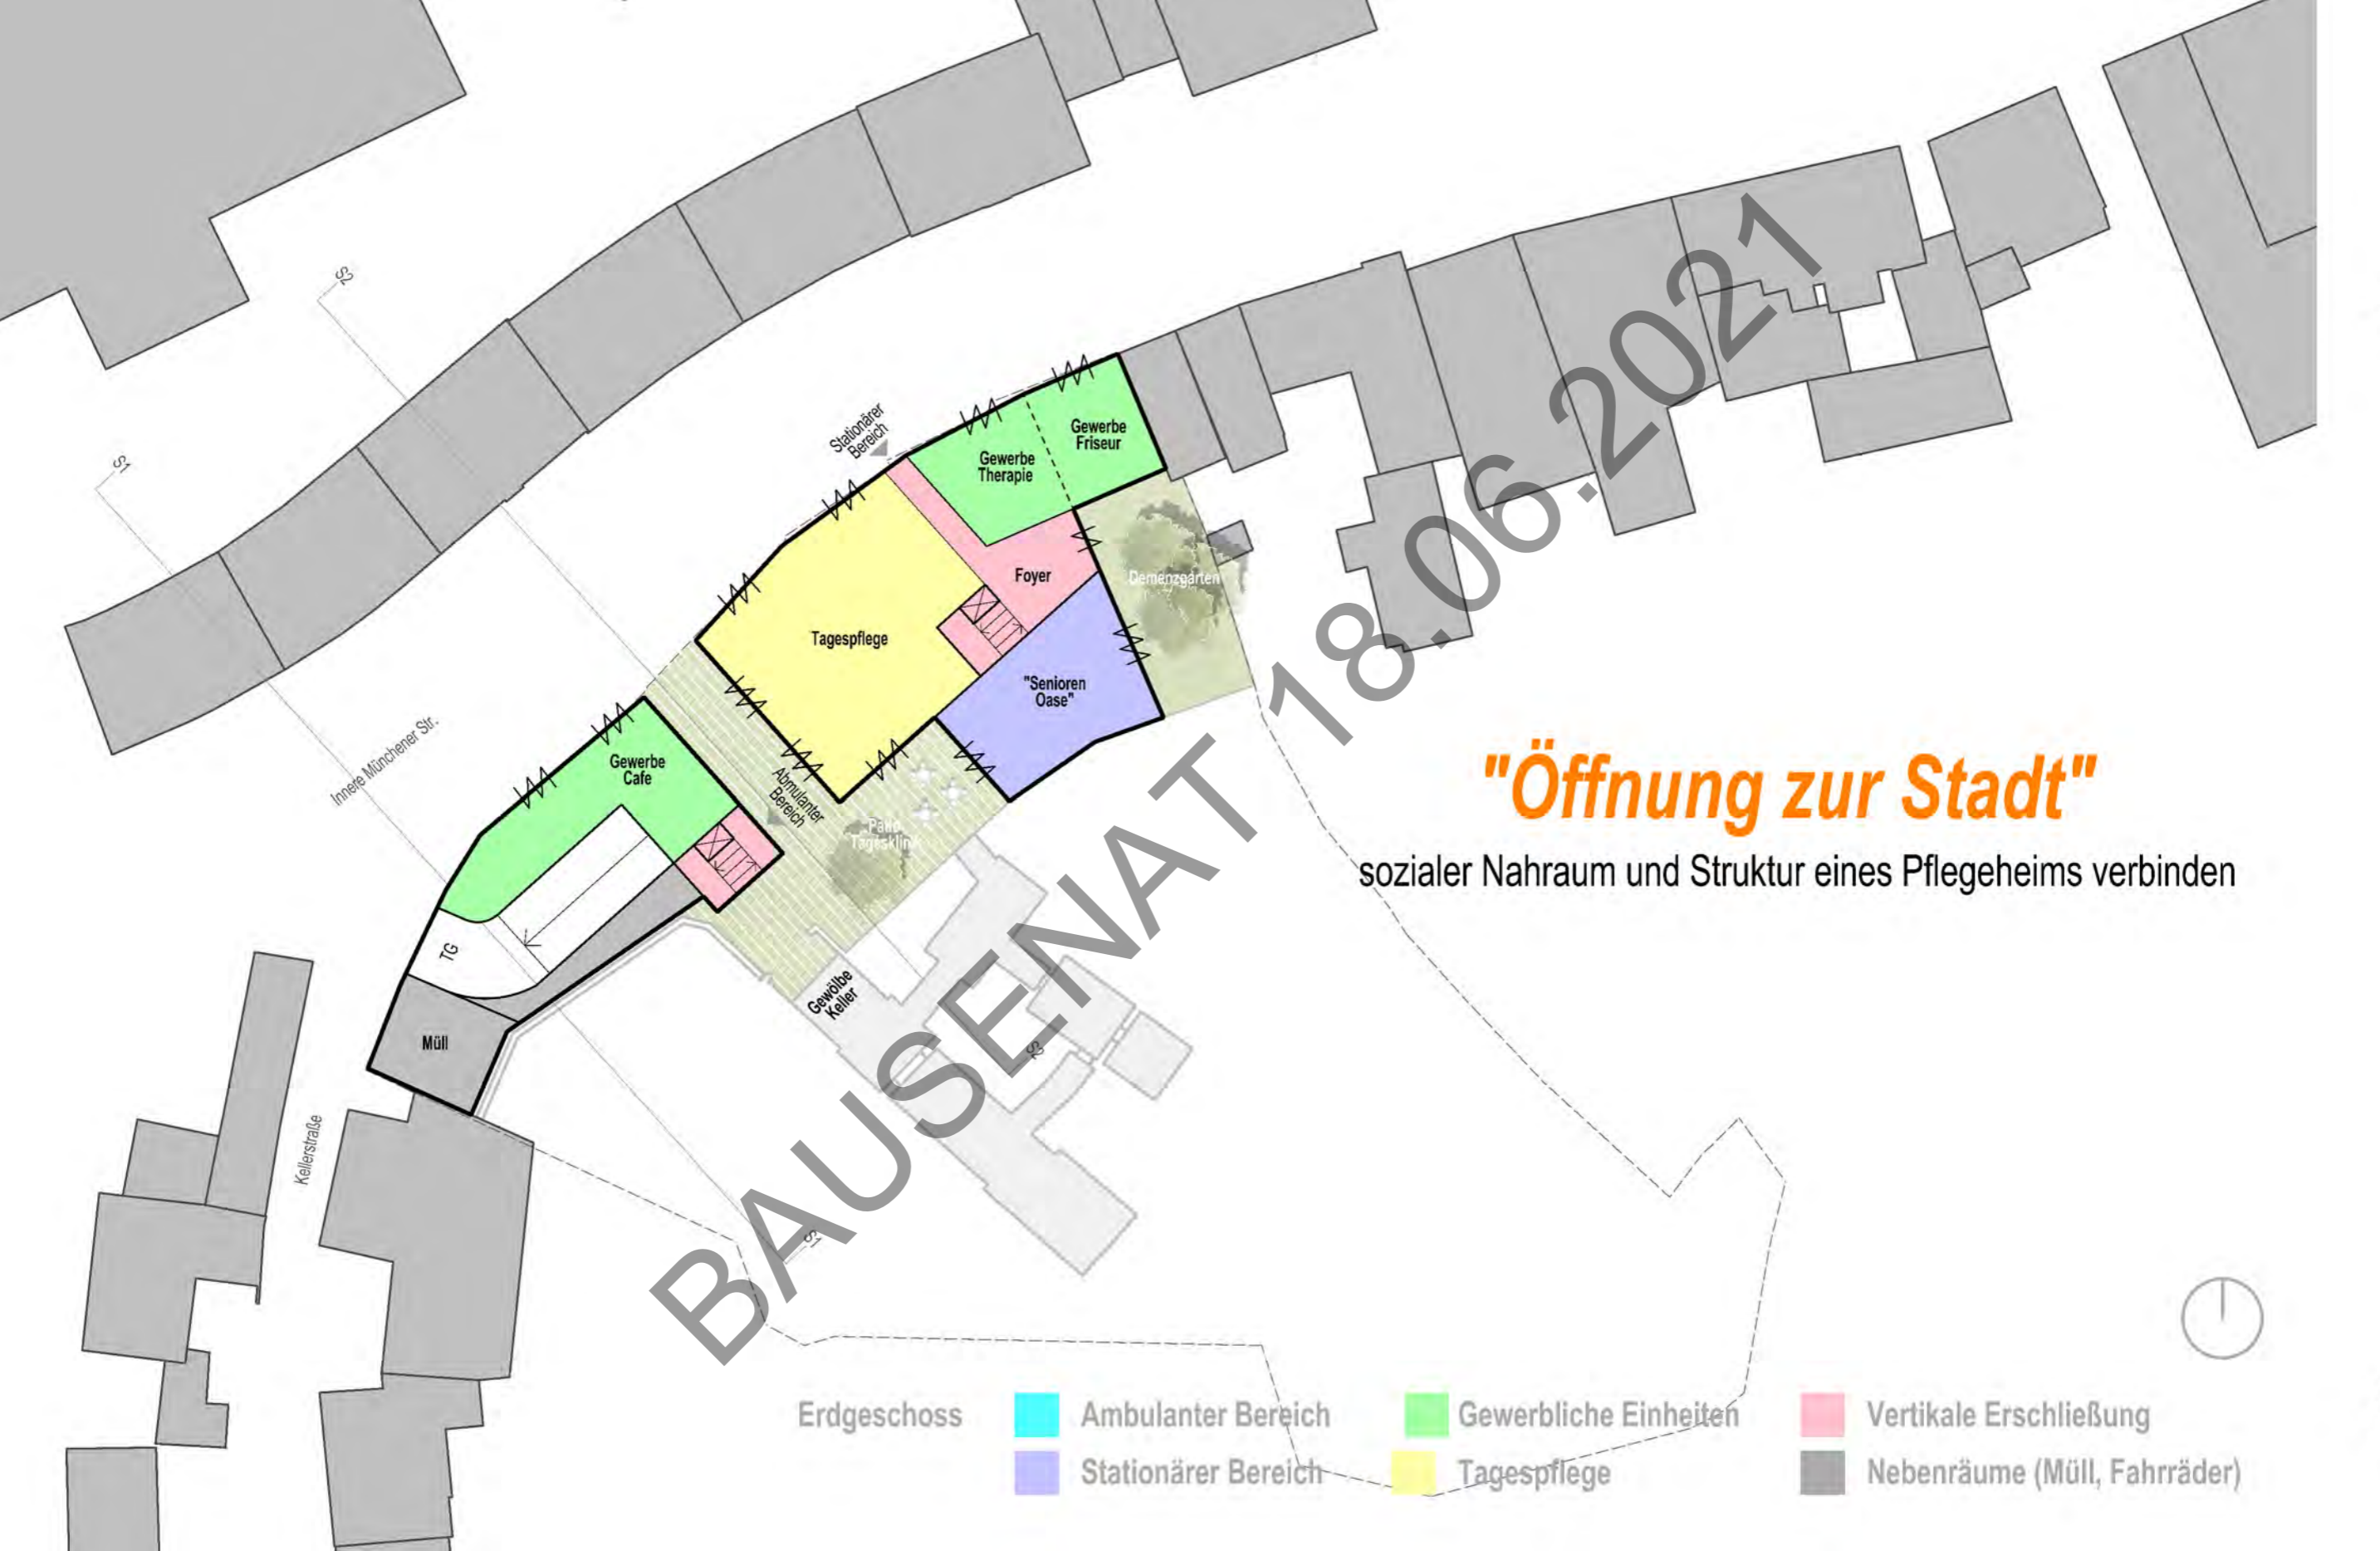 S2
S1
Stationärer
Bereich
Gewerbe
Friseur
Gewerbe
Therapie
Foyer
Demenzgarten
Tagespflege
"Senioren
Oase"
Innere Münchener Str.
Gewerbe
Cafe
Abmulanter
Bereich
Patio
Tagesklinik
TG
Gewölbe
Keller
Müll
S2
Kellerstraße
S1
"Öffnung zur Stadt"
sozialer Nahraum und Struktur eines Pflegeheims verbinden
BAUSENAT 18.06.2021
Erdgeschoss
Ambulanter Bereich
Gewerbliche Einheiten
Vertikale Erschließung
Stationärer Bereich
Tagespflege
Nebenräume (Müll, Fahrräder)